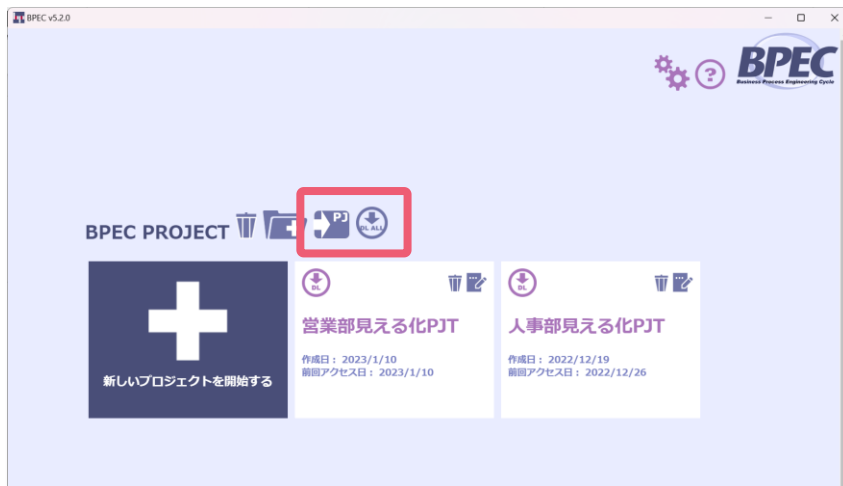 BPEC v5.2.0
BPEC
Business Process Engineering Cycle
?
BPEC PROJECT
PJ
DL ALL
DL
DL
営業部見える化PJT
人事部見える化PJT
作成日： 2023/1/10
前回アクセス日： 2023/1/10
作成日： 2022/12/19
前回アクセス日： 2022/12/26
新しいプロジェクトを開始する